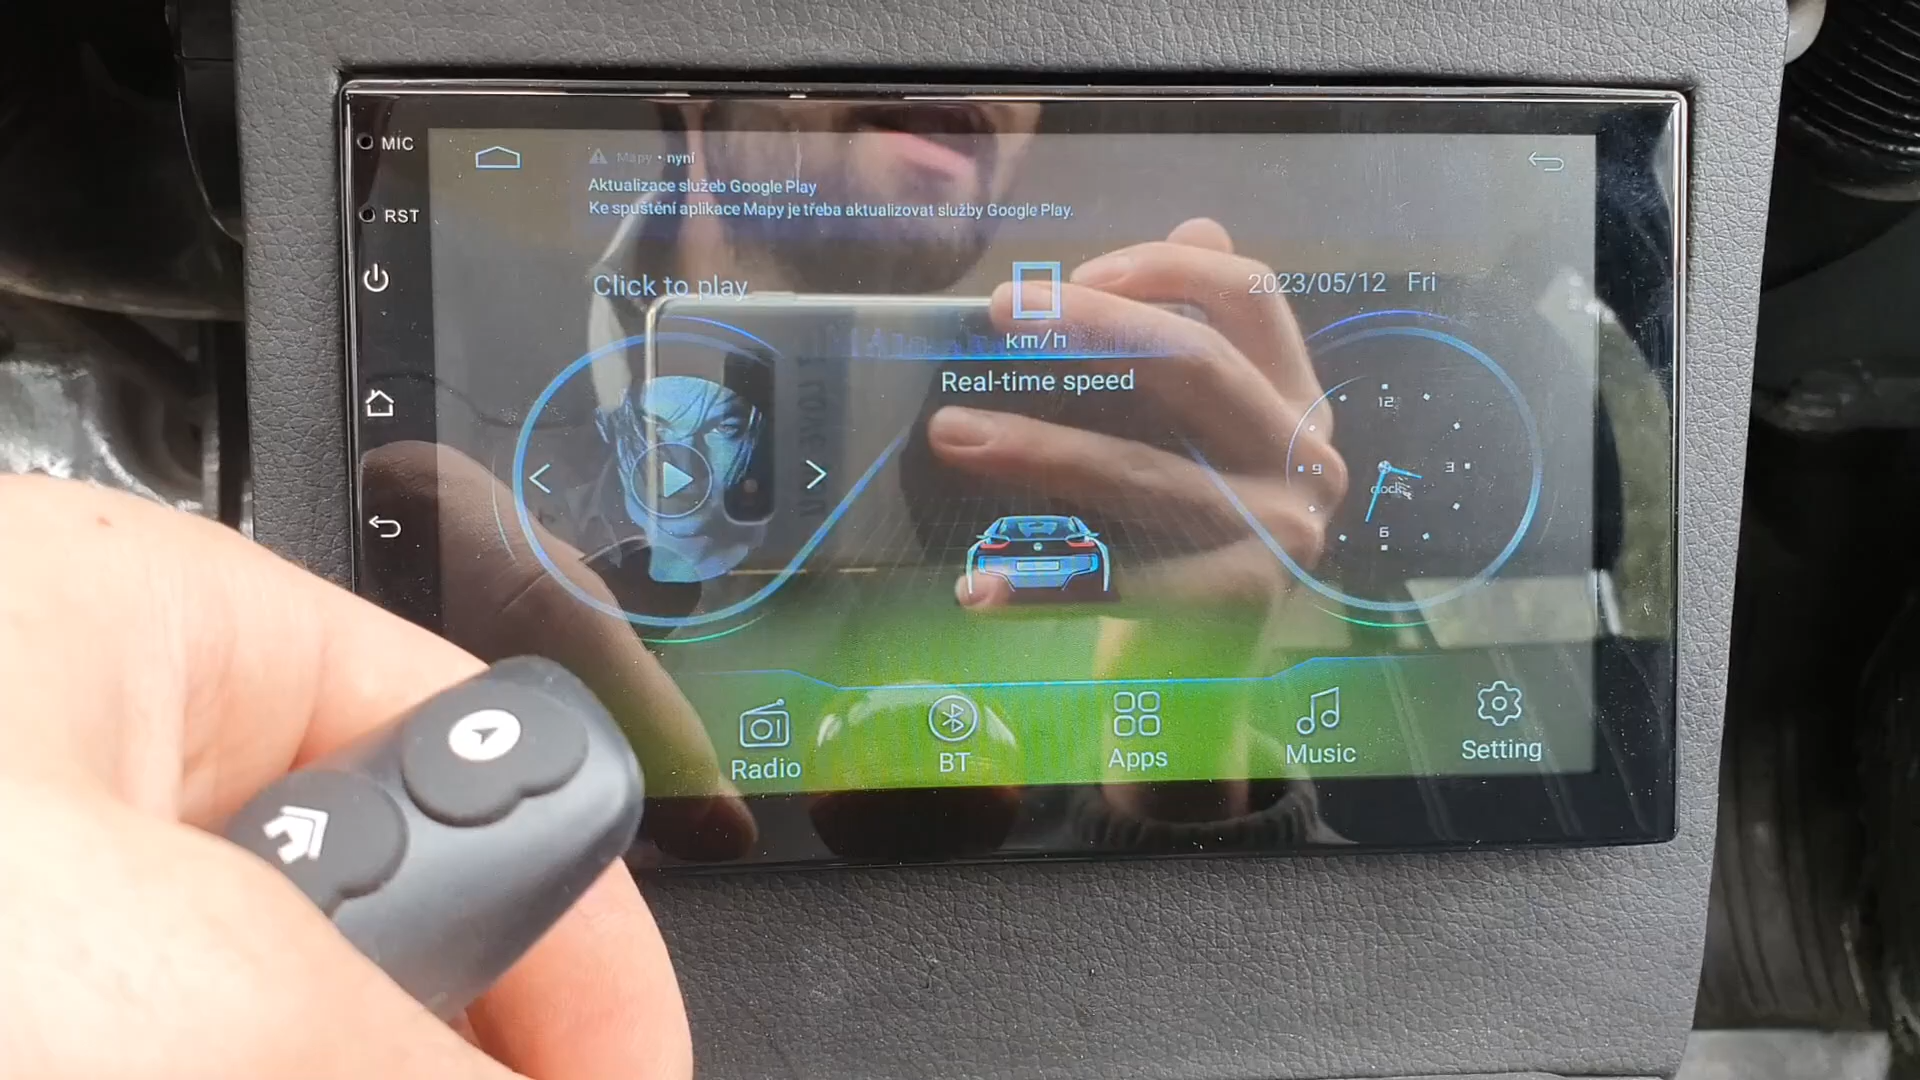 MIC
RST
Mapy • nyní
Aktualizace služeb Google Play
Ke spuštění aplikace Mapy je třeba aktualizovat služby Google Play.
Click to play
km/h
Real-time speed
2023/05/12 Fri
12
9
3
clock
6
Radio
BT
Apps
Music
Setting